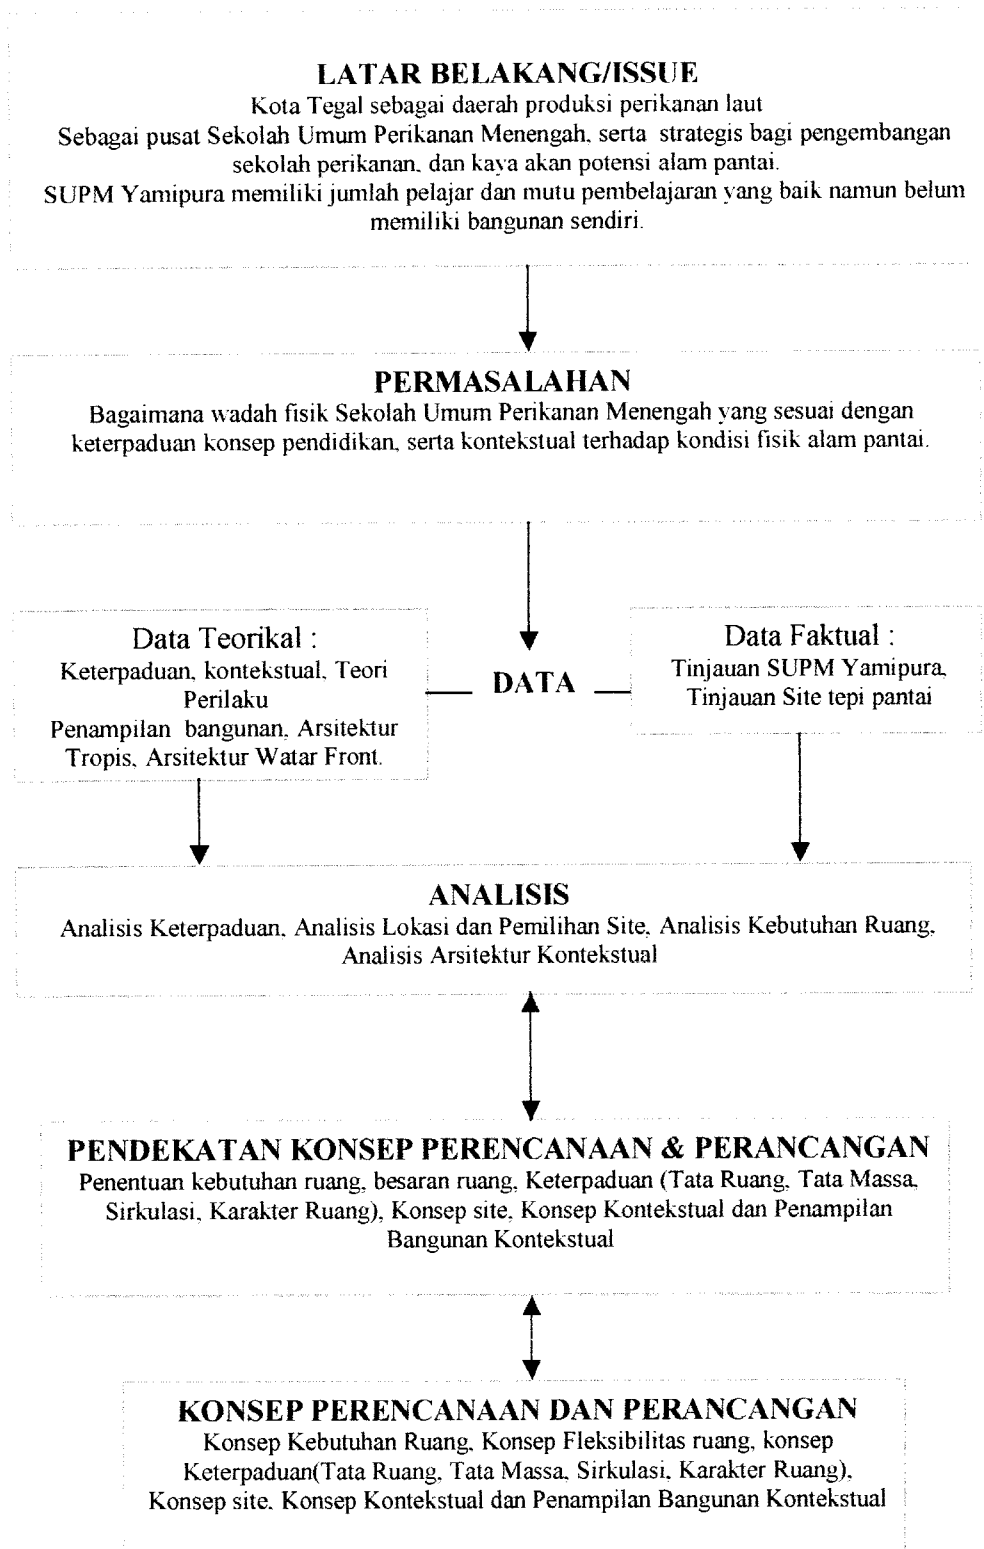 LATAR BELAKANG/ISSUE
Kota Tegal sebagai daerah produksi perikanan laut
Sebagai pusat Sekolah Umum Perikanan Menengah, serta strategis bagi pengembangan
sekolah perikanan, dan kaya akan potensi alam pantai.
SUPM Yamipura memiliki jumlah pelajar dan mutu pembelajaran yang baik namun belum
memiliki bangunan sendiri.
PERMASALAHAN
Bagaimana wadah fisik Sekolah Umum Perikanan Menengah yang sesuai dengan
keterpaduan konsep pendidikan, serta kontekstual terhadap kondisi fisik alam pantai.
Data Teorikal :
Keterpaduan, kontekstual, Teori
Perilaku
Penampilan bangunan, Arsitektur
Tropis, Arsitektur Watar Front.
DATA
Data Faktual :
Tinjauan SUPM Yamipura,
Tinjauan Site tepi pantai
ANALISIS
Analisis Keterpaduan, Analisis Lokasi dan Pemilihan Site, Analisis Kebutuhan Ruang,
Analisis Arsitektur Kontekstual
PENDEKATAN KONSEP PERENCANAAN & PERANCANGAN
Penentuan kebutuhan ruang, besaran ruang, Keterpaduan (Tata Ruang, Tata Massa,
Sirkulasi, Karakter Ruang), Konsep site, Konsep Kontekstual dan Penampilan
Bangunan Kontekstual
KONSEP PERENCANAAN DAN PERANCANGAN
Konsep Kebutuhan Ruang, Konsep Fleksibilitas ruang, konsep
Keterpaduan(Tata Ruang, Tata Massa, Sirkulasi, Karakter Ruang),
Konsep site, Konsep Kontekstual dan Penampilan Bangunan Kontekstual